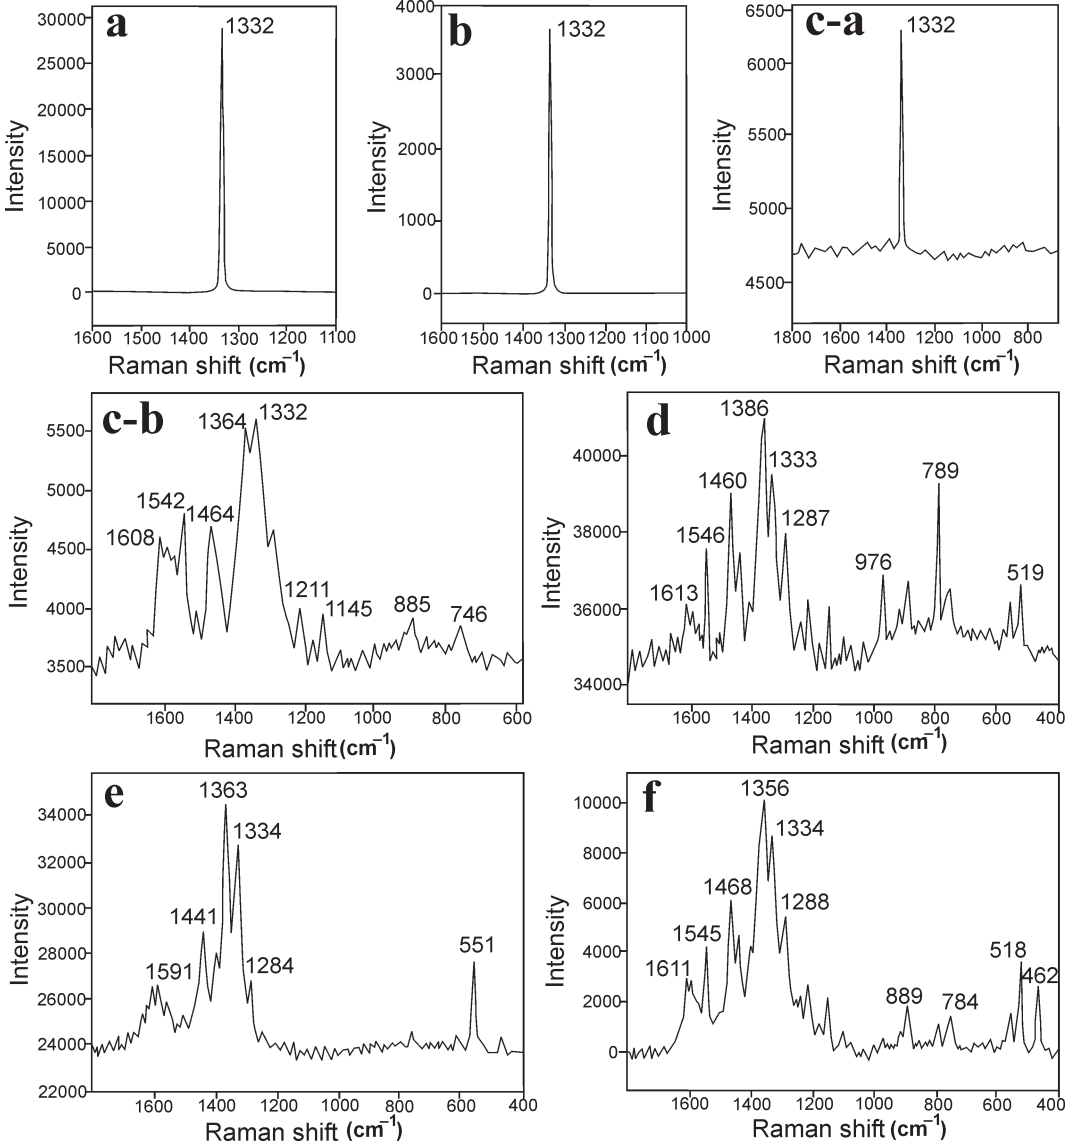 a
1332
30000
25000
20000
15000
10000
5000
0
Intensity
1600 1500 1400 1300 1200 1100
Raman shift (cm⁻¹)
b
1332
4000
3000
2000
1000
0
Intensity
1600 1500 1400 1300 1200 1100 1000
Raman shift (cm⁻¹)
c-a
1332
6500
6000
5500
5000
4500
Intensity
1800 1600 1400 1200 1000 800
Raman shift (cm⁻¹)
c-b
1364 1332
1542 1464
1608
1211
1145
885
746
5500
5000
4500
4000
3500
Intensity
1600 1400 1200 1000 800 600
Raman shift (cm⁻¹)
d
1386
1333
1460
1546
1287
1613
976
789
519
40000
38000
36000
34000
Intensity
1600 1400 1200 1000 800 600 400
Raman shift (cm⁻¹)
e
1363
1334
1441
1591
1284
551
34000
32000
30000
28000
26000
24000
22000
Intensity
1600 1400 1200 1000 800 600 400
Raman shift (cm⁻¹)
f
1356
1334
1468
1288
1545
1611
889
784
518
462
10000
8000
6000
4000
2000
0
Intensity
1600 1400 1200 1000 800 600 400
Raman shift (cm⁻¹)